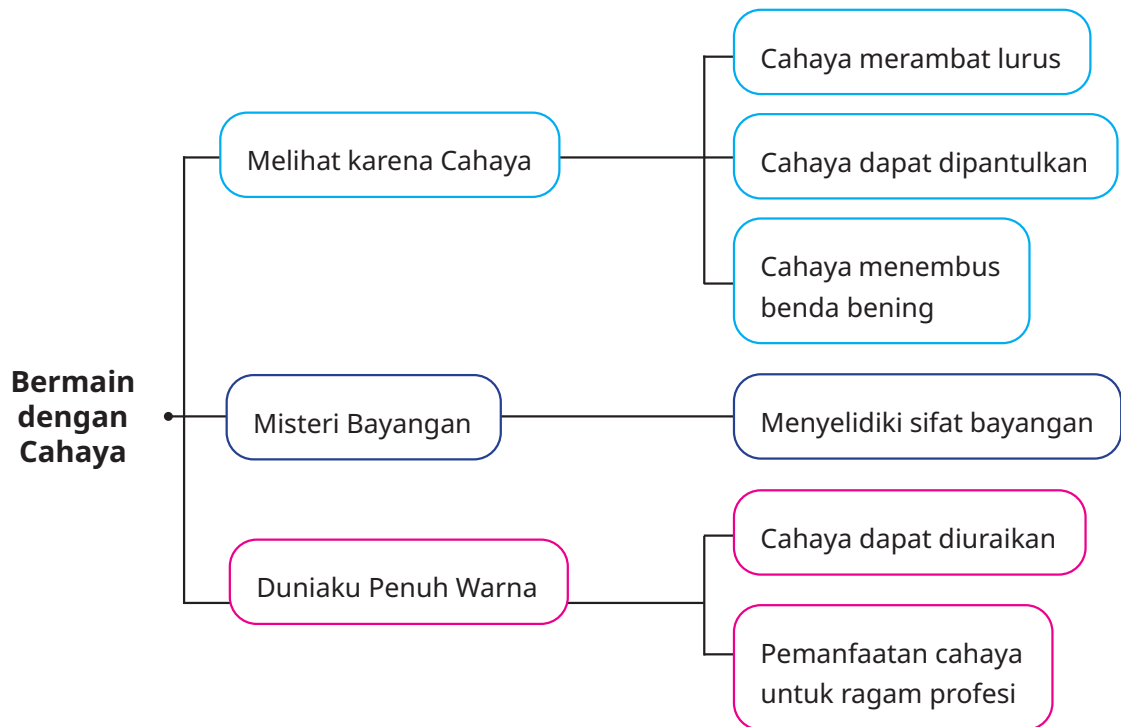 Bermain
dengan
Cahaya
Melihat karena Cahaya
Cahaya merambat lurus
Cahaya dapat dipantulkan
Cahaya menembus
benda bening
Misteri Bayangan
Menyelidiki sifat bayangan
Duniaku Penuh Warna
Cahaya dapat diuraikan
Pemanfaatan cahaya
untuk ragam profesi